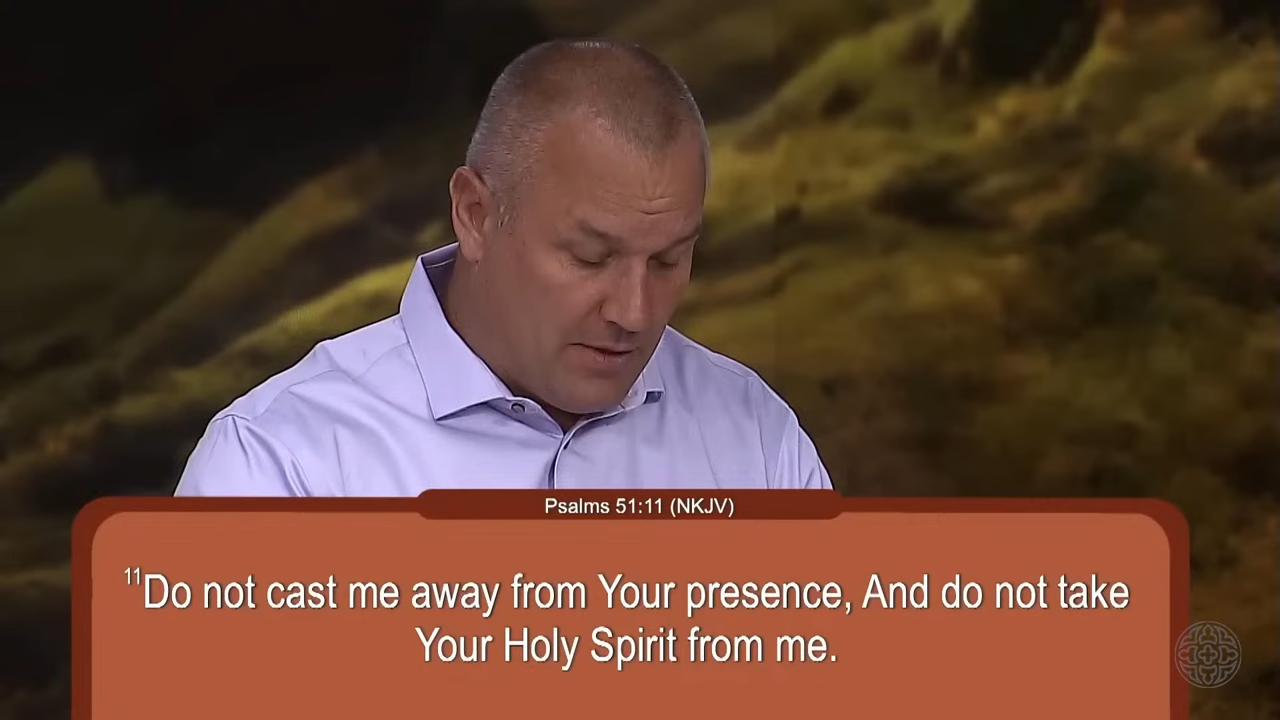 Psalms 51:11 (NKJV)
11Do not cast me away from Your presence, And do not take
Your Holy Spirit from me.